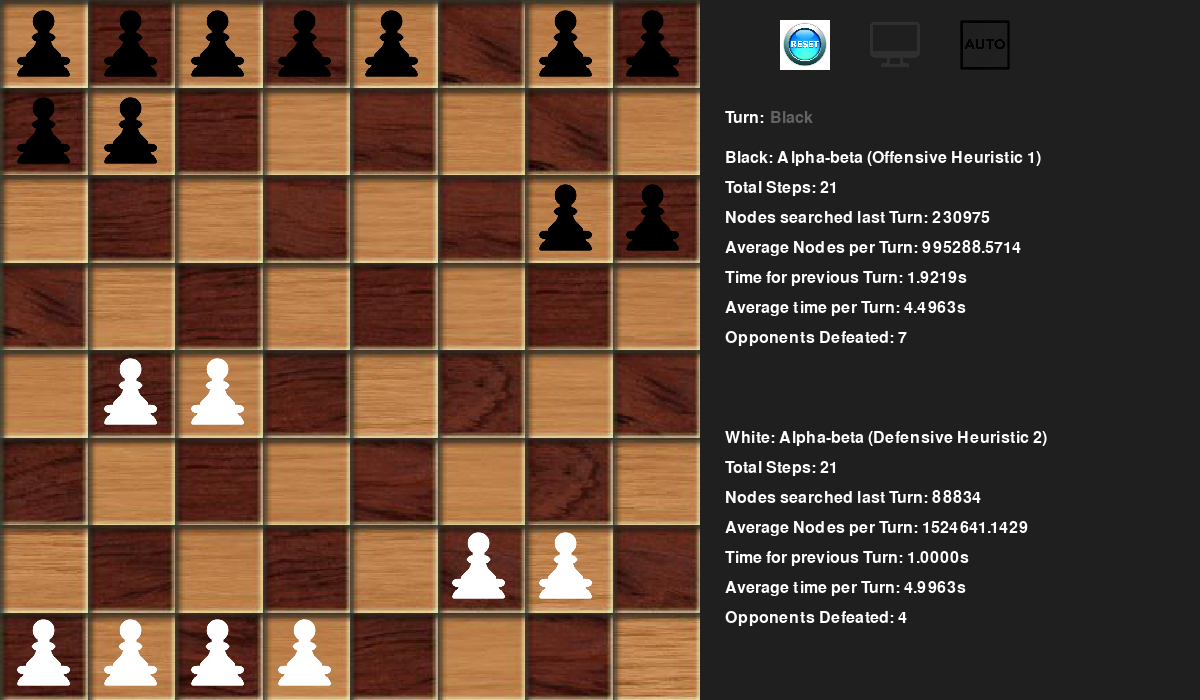 RESET
AUTO
Turn: Black
Black: Alpha-beta (Offensive Heuristic 1)
Total Steps: 21
Nodes searched last Turn: 230975
Average Nodes per Turn: 995288.5714
Time for previous Turn: 1.9219s
Average time per Turn: 4.4963s
Opponents Defeated: 7
White: Alpha-beta (Defensive Heuristic 2)
Total Steps: 21
Nodes searched last Turn: 88834
Average Nodes per Turn: 1524641.1429
Time for previous Turn: 1.0000s
Average time per Turn: 4.9963s
Opponents Defeated: 4